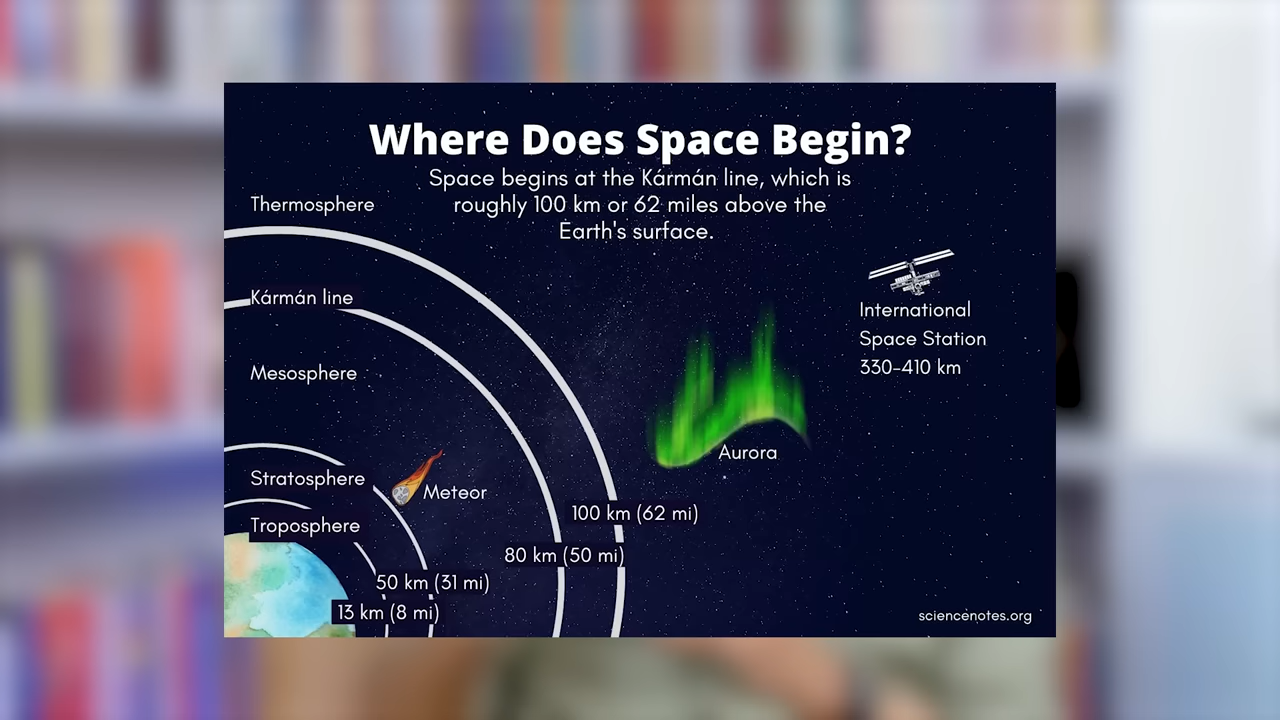 Where Does Space Begin?
Space begins at the Kármán line, which is
roughly 100 km or 62 miles above the
Earth's surface.
Thermosphere
Kármán line
Mesosphere
Stratosphere
Troposphere
Meteor
Aurora
International
Space Station
330-410 km
100 km (62 mi)
80 km (50 mi)
50 km (31 mi)
13 km (8 mi)
sciencenotes.org